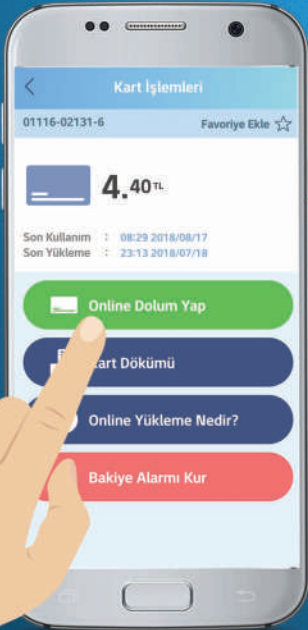 Kart İşlemleri
01116-02131-6 Favoriye Ekle
4.40TL
Son Kullanım : 08:29 2018/08/17
Son Yükleme : 23:13 2018/07/18
Online Dolum Yap
Kart Dökümü
Online Yükleme Nedir?
Bakiye Alarmı Kur